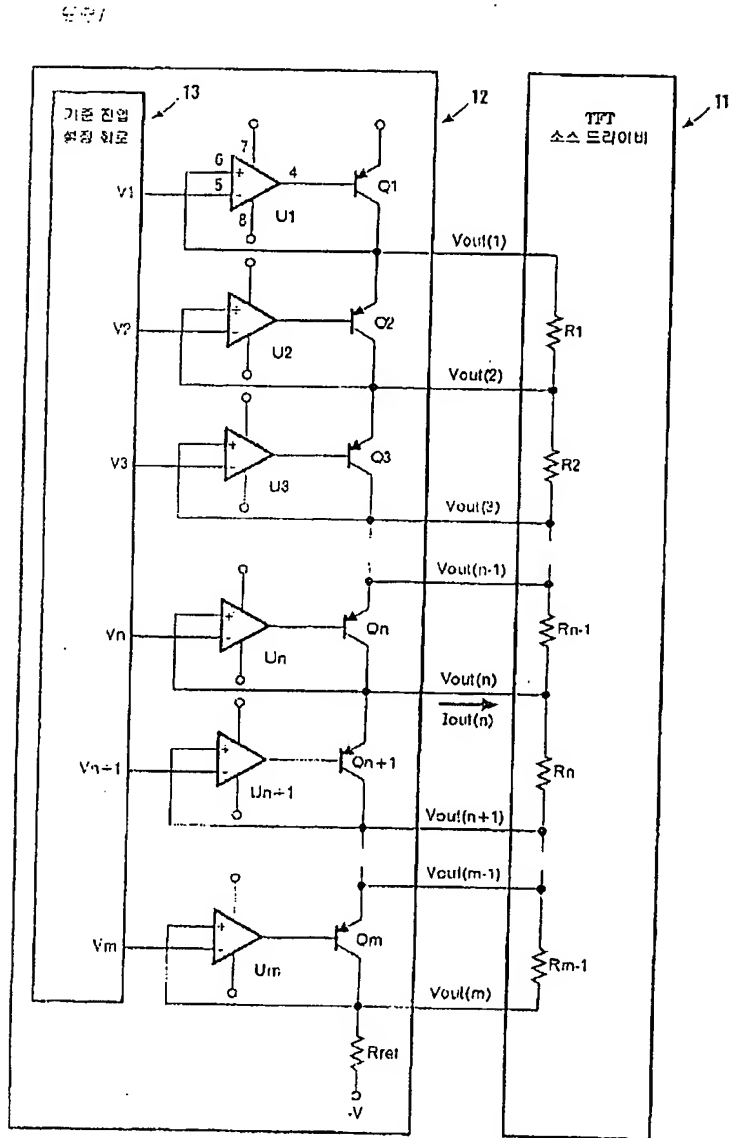 13
12
11
기준 전압
설정 회로
TFT
소스 드라이버
7
6
+
4
V1
5
-
Q1
8
U1
Vout(1)
+
Q2
R1
V2
-
U2
Vout(2)
+
Q3
R2
V3
-
U3
Vout(3)
Vout(n-1)
+
Qn
Rn-1
Vn
-
Un
Vout(n)
Iout(n)
+
Qn+1
Rn
Vn+1
-
Un+1
Vout(n+1)
Vout(m-1)
+
Qm
Vm
-
Rm-1
Um
Vout(m)
Rref
-V